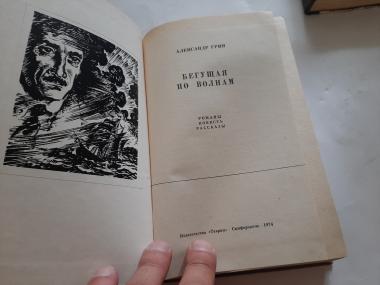 АЛЕКСАНДР ГРИН
БЕГУЩАЯ
ПО ВОЛНАМ
РОМАНЫ
ПОВЕСТЬ
РАССКАЗЫ
Издательство «Таврия» Симферополь 1974